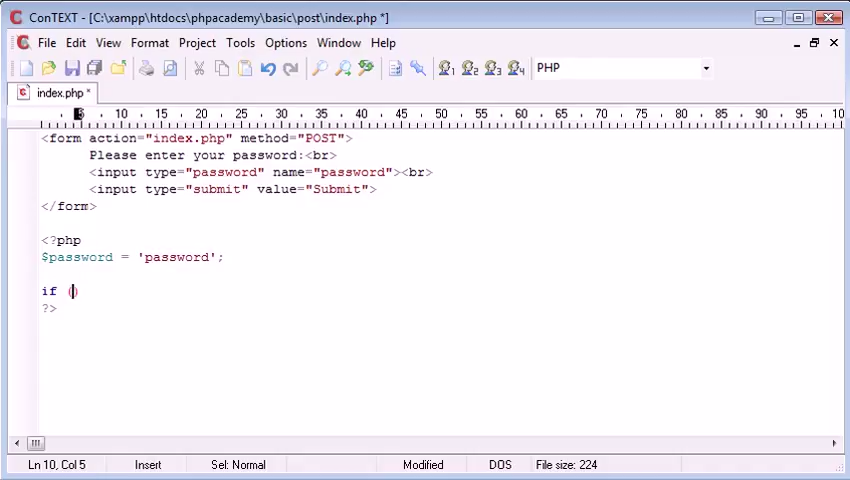 ConTEXT - [C:\xampp\htdocs\phpacademy\basic\post\index.php *]
File Edit View Format Project Tools Options Window Help
1 2 3 4 PHP
index.php *
5 10 15 20 25 30 35 40 45 50 55 60 65 70 75 80 85 90 95 10
<form action="index.php" method="POST">
Please enter your password:<br>
<input type="password" name="password"><br>
<input type="submit" value="Submit">
</form>
<?php
$password = 'password';
if ()
?>
Ln 10, Col 5 Insert Sel: Normal Modified DOS File size: 224